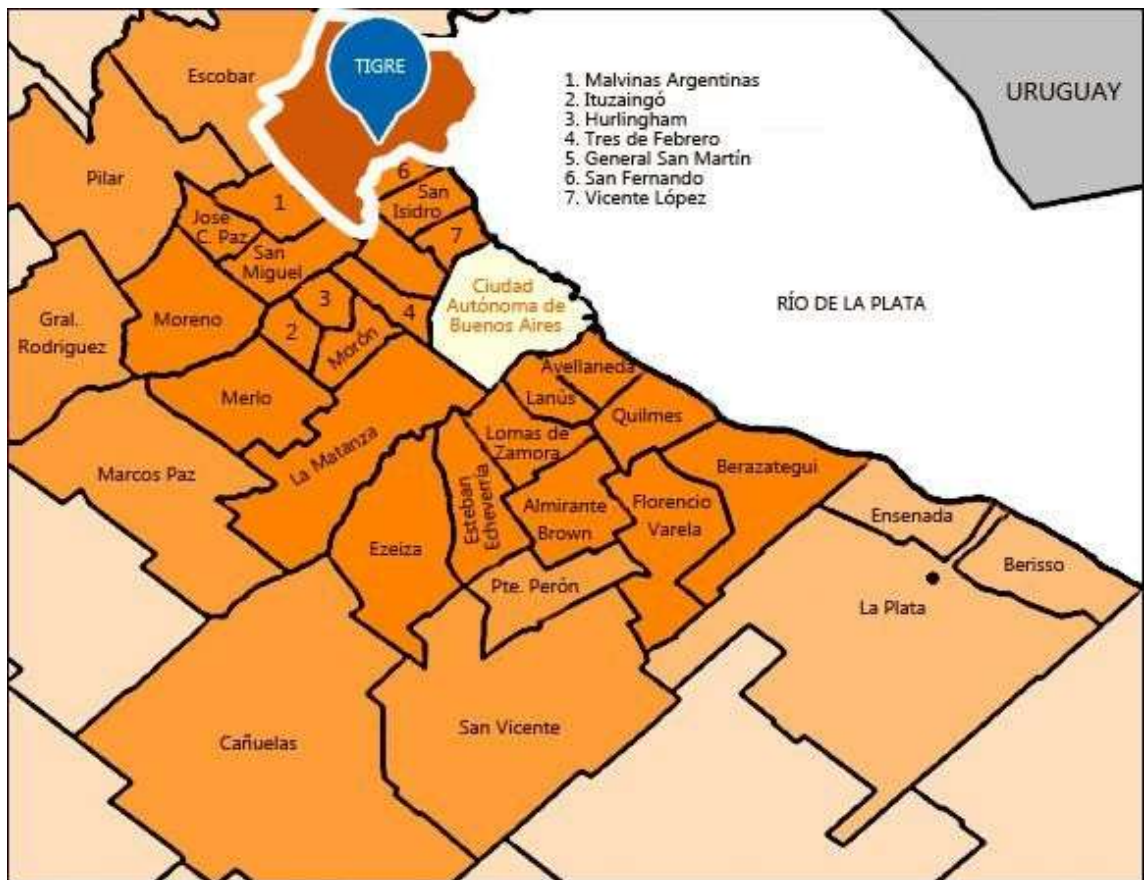 TIGRE
Escobar
1. Malvinas Argentinas
2. Ituzaingó
3. Hurlingham
4. Tres de Febrero
5. General San Martín
6. San Fernando
7. Vicente López
URUGUAY
Pilar
6
San
Isidro
1
José
C. Paz
7
San
Miguel
Ciudad
Autónoma de
Buenos Aires
RÍO DE LA PLATA
3
Gral.
Rodriguez
Moreno
2
4
Morón
Avellaneda
Merlo
Lanús
Quilmes
La Matanza
Lomas de
Zamora
Berazategui
Marcos Paz
Esteban
Echeverría
Almirante
Brown
Florencio
Varela
Ensenada
Ezeiza
Berisso
Pte. Perón
La Plata
Cañuelas
San Vicente